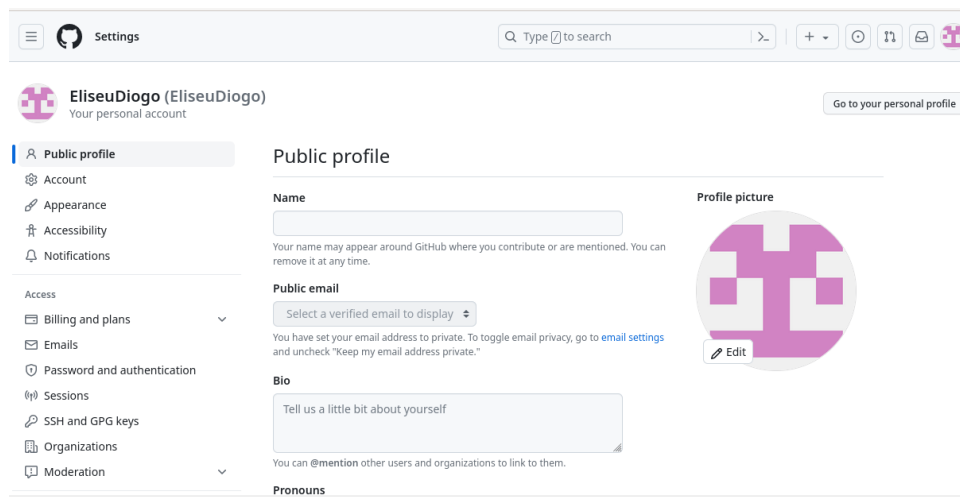 Settings
Type / to search
EliseuDiogo (EliseuDiogo)
Your personal account
Go to your personal profile
Public profile
Account
Appearance
Accessibility
Notifications
Access
Billing and plans
Emails
Password and authentication
Sessions
SSH and GPG keys
Organizations
Moderation
Public profile
Name
Your name may appear around GitHub where you contribute or are mentioned. You can
remove it at any time.
Public email
Select a verified email to display
You have set your email address to private. To toggle email privacy, go to email settings
and uncheck "Keep my email address private."
Bio
Tell us a little bit about yourself
You can @mention other users and organizations to link to them.
Pronouns
Profile picture
Edit